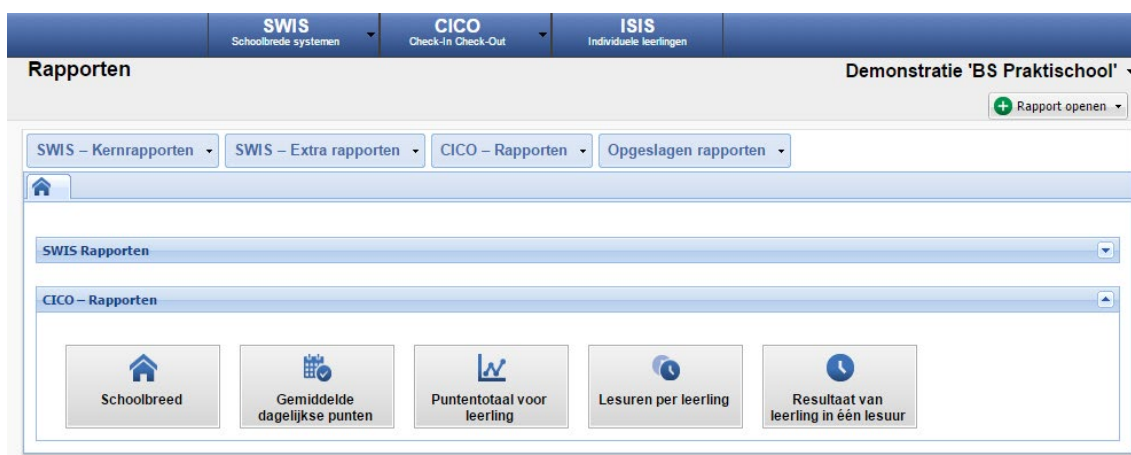 SWIS
Schoolbrede systemen
CICO
Check-In Check-Out
ISIS
Individuele leerlingen
Rapporten
Demonstratie 'BS Praktischool'
Rapport openen
SWIS – Kernrapporten
SWIS – Extra rapporten
CICO – Rapporten
Opgeslagen rapporten
SWIS Rapporten
CICO – Rapporten
Schoolbreed
Gemiddelde
dagelijkse punten
Puntentotaal voor
leerling
Lesuren per leerling
Resultaat van
leerling in één lesuur